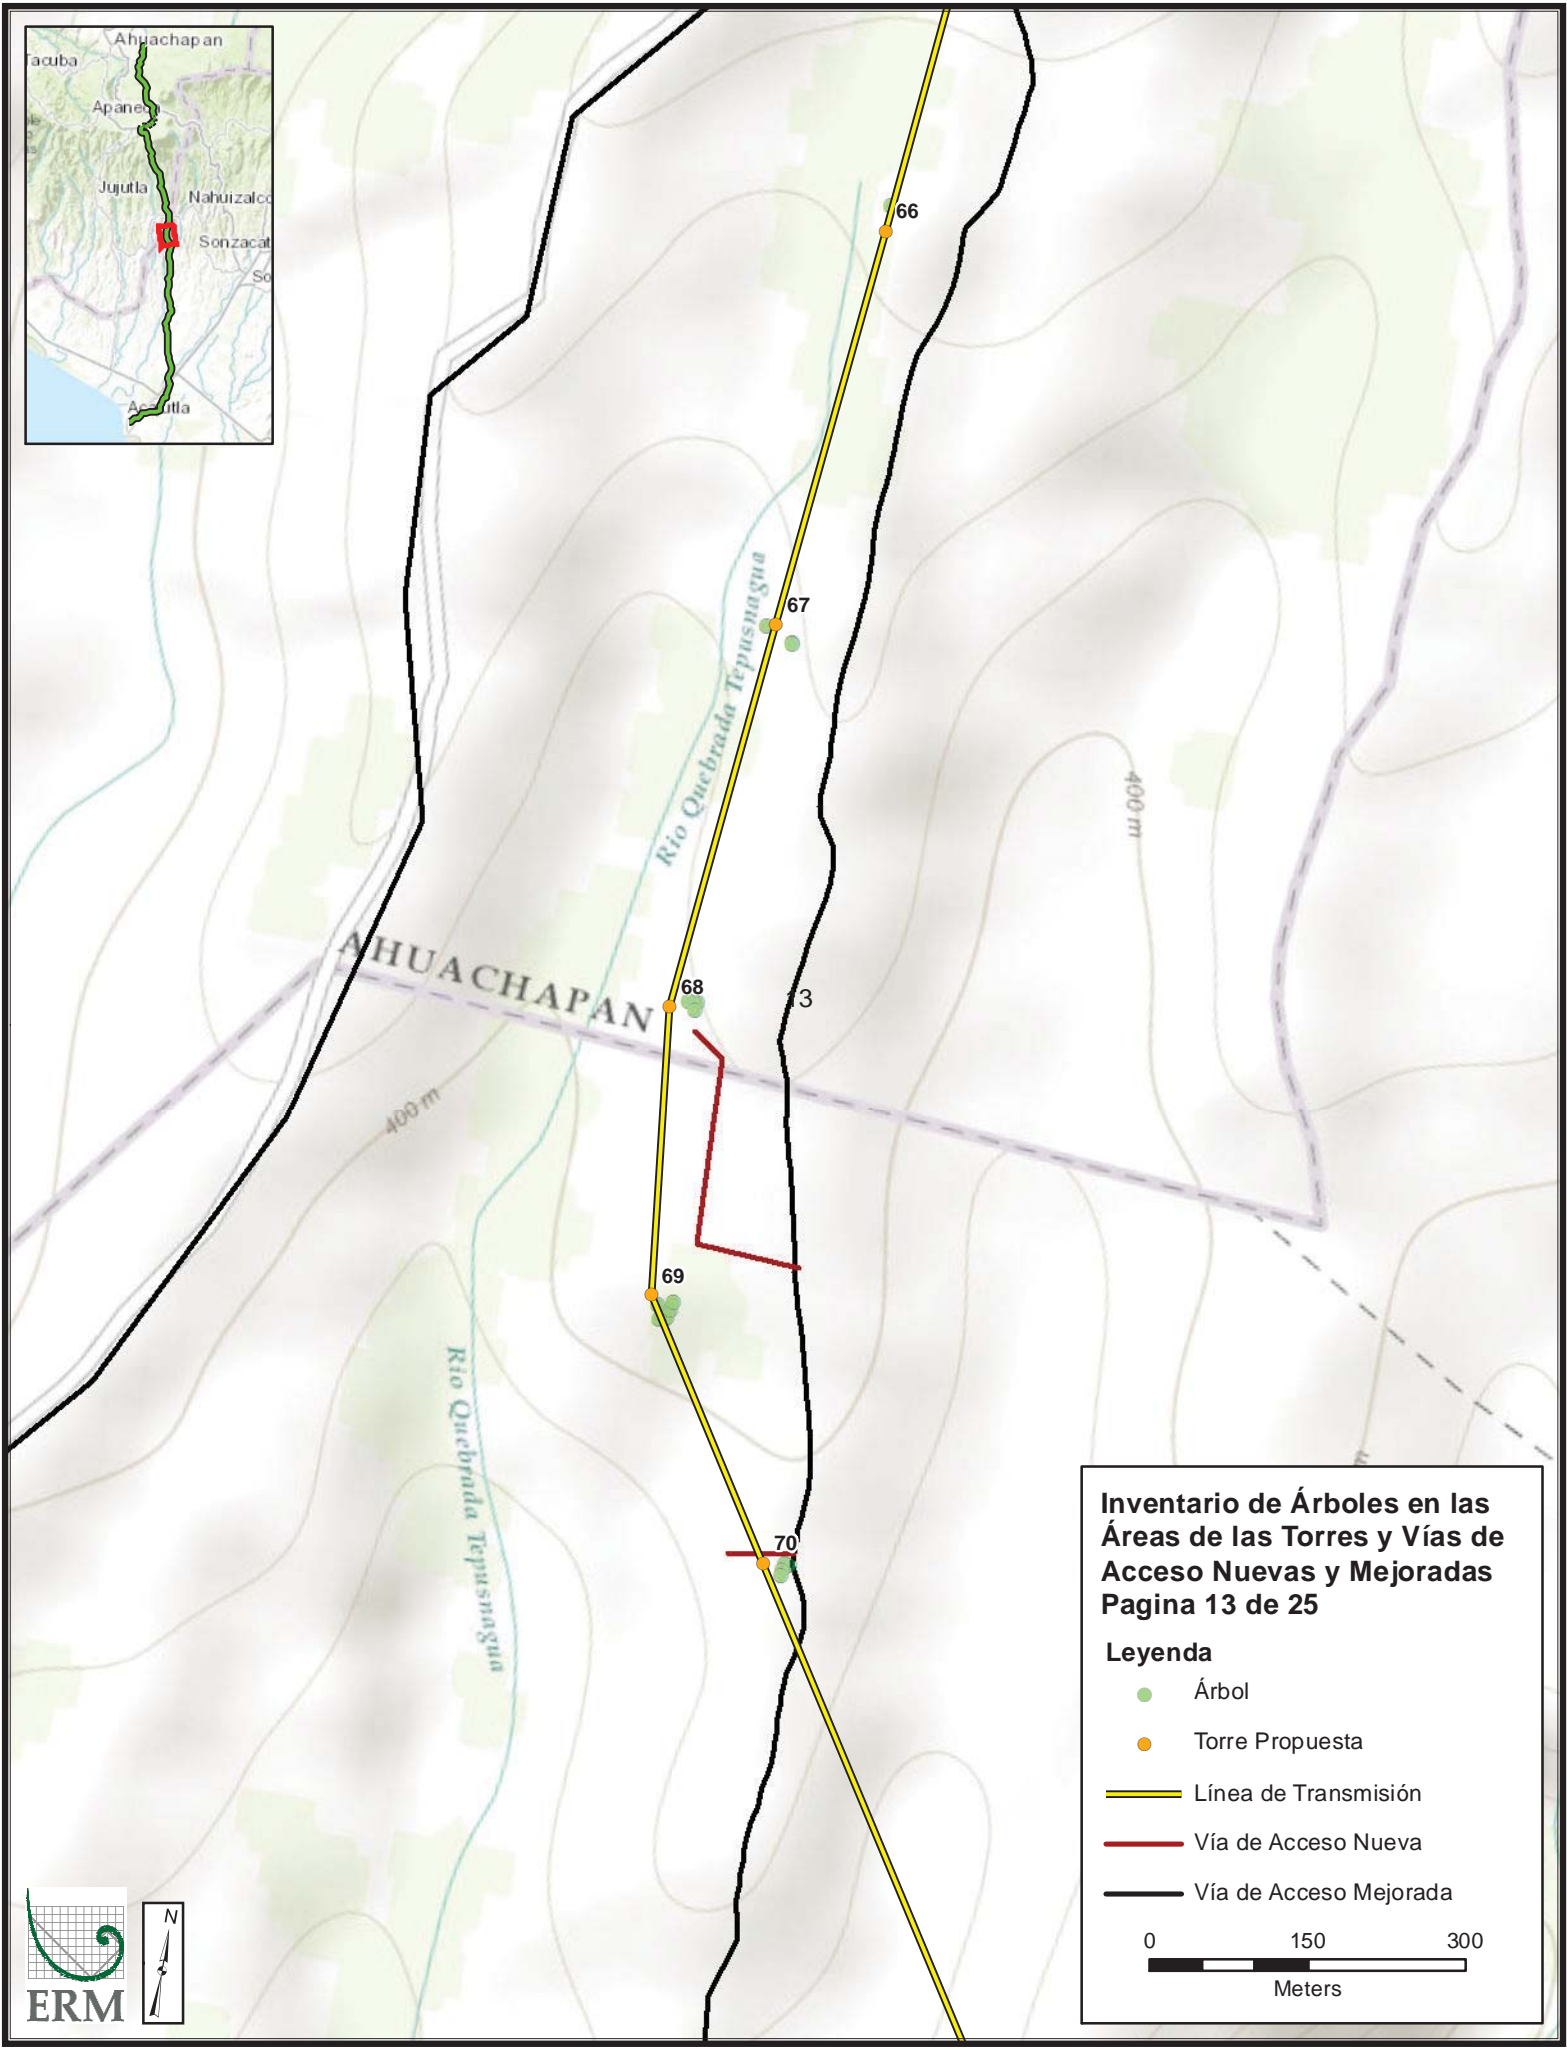 Ahuachapan
Tacuba
Apaneca
Jujutla
Nahuizalco
Sonzacat
So
Acajutla
66
67
Rio Quebrada Tepusnagua
400 m
AHUACHAPAN
68
13
400 m
69
Rio Quebrada Tepusnagua
70
m
Inventario de Árboles en las
Áreas de las Torres y Vías de
Acceso Nuevas y Mejoradas
Pagina 13 de 25
Leyenda
Árbol
Torre Propuesta
Línea de Transmisión
Vía de Acceso Nueva
Vía de Acceso Mejorada
0 150 300
Meters
N
ERM